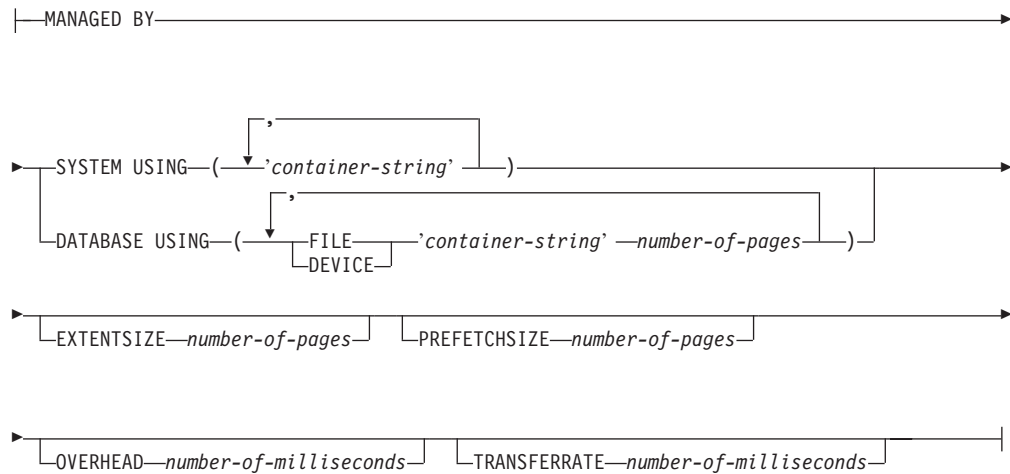 MANAGED BY
,
SYSTEM USING ( 'container-string' )
,
DATABASE USING ( FILE 'container-string' number-of-pages )
DEVICE
EXTENTSIZE number-of-pages PREFETCHSIZE number-of-pages
OVERHEAD number-of-milliseconds TRANSFERRATE number-of-milliseconds